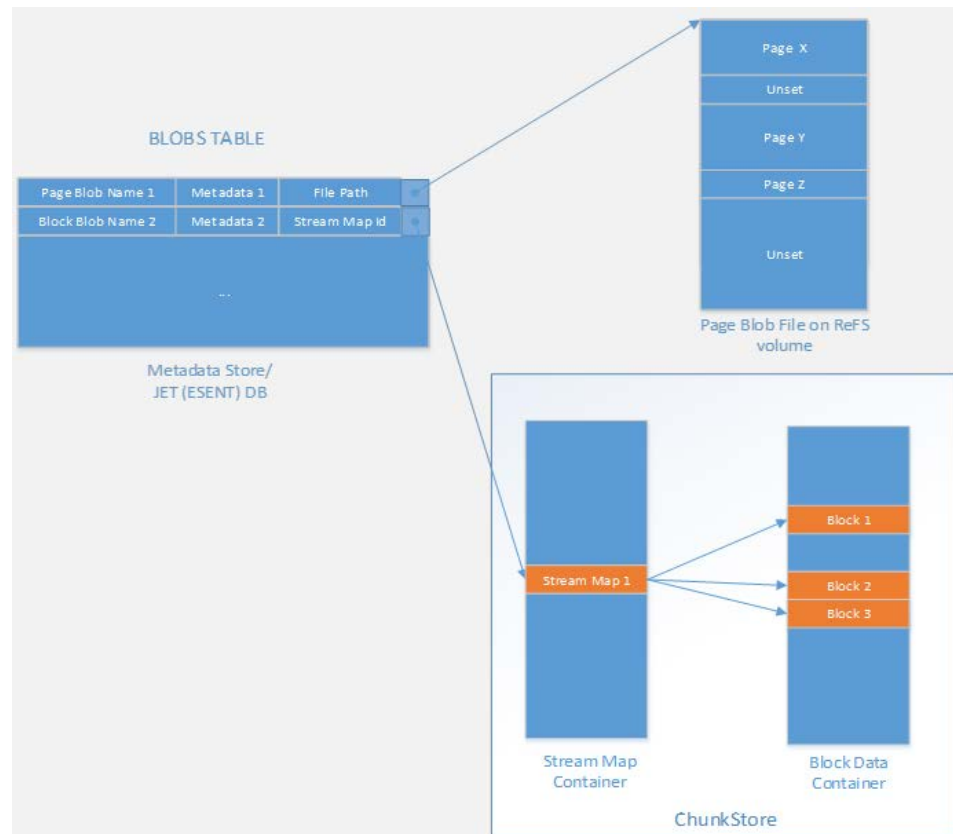 BLOBS TABLE
Page Blob Name 1
Metadata 1
File Path
Block Blob Name 2
Metadata 2
Stream Map Id
...
Metadata Store/
JET (ESENT) DB
Page X
Unset
Page Y
Page Z
Unset
Page Blob File on ReFS
volume
Stream Map 1
Block 1
Block 2
Block 3
Stream Map
Container
Block Data
Container
ChunkStore